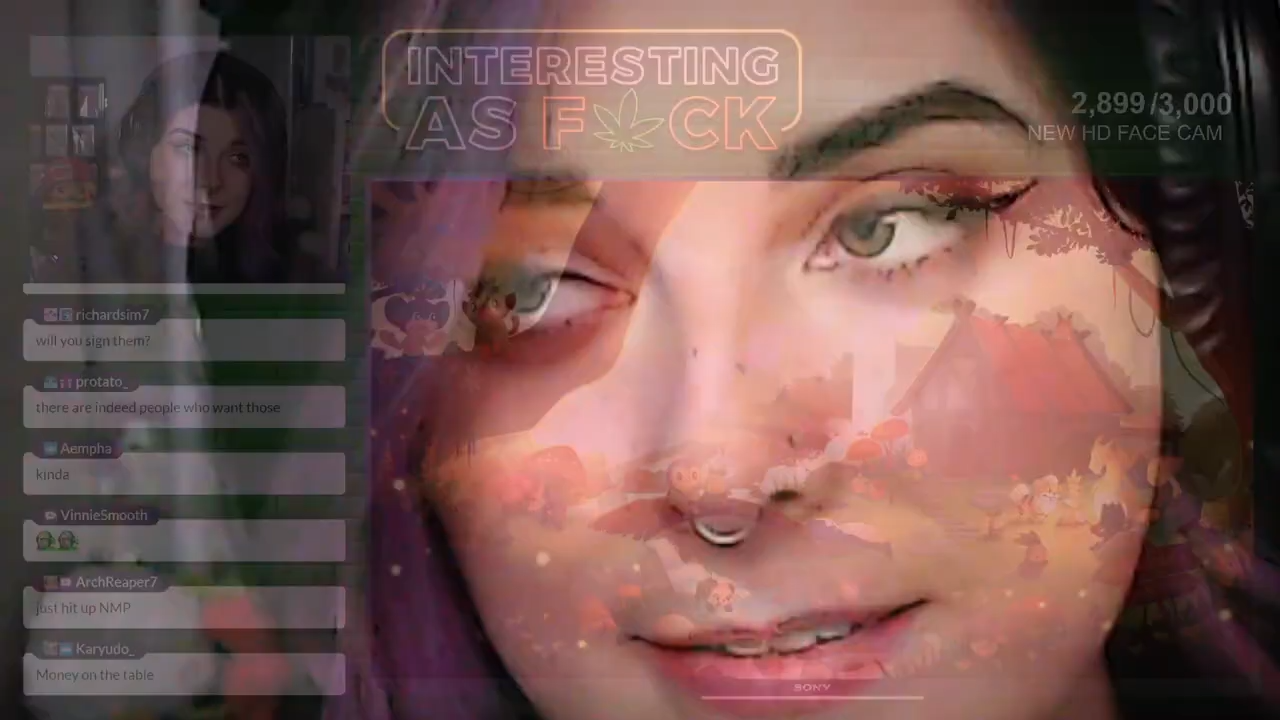 INTERESTING
AS F CK
2,899/3,000
NEW HD FACE CAM
richardsim7
will you sign them?
protato_
there are indeed people who want those
Aempha
kinda
VinnieSmooth
ArchReaper7
just hit up NMP
Karyudo_
Money on the table
SONY